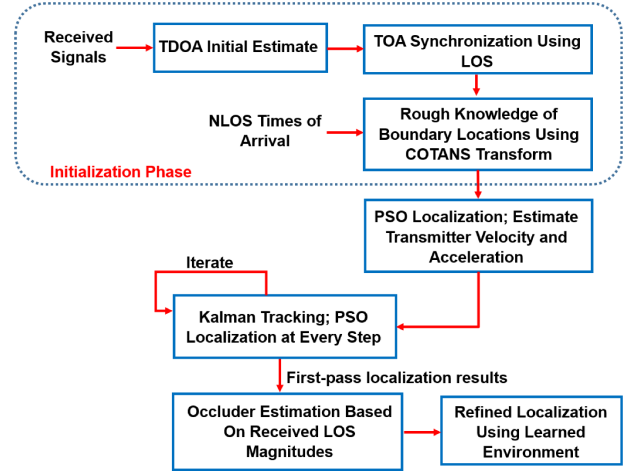 Received
Signals
TDOA Initial Estimate
TOA Synchronization Using
LOS
NLOS Times of
Arrival
Rough Knowledge of
Boundary Locations Using
COTANS Transform
Initialization Phase
PSO Localization; Estimate
Transmitter Velocity and
Acceleration
Iterate
Kalman Tracking; PSO
Localization at Every Step
First-pass localization results
Occluder Estimation Based
On Received LOS
Magnitudes
Refined Localization
Using Learned
Environment